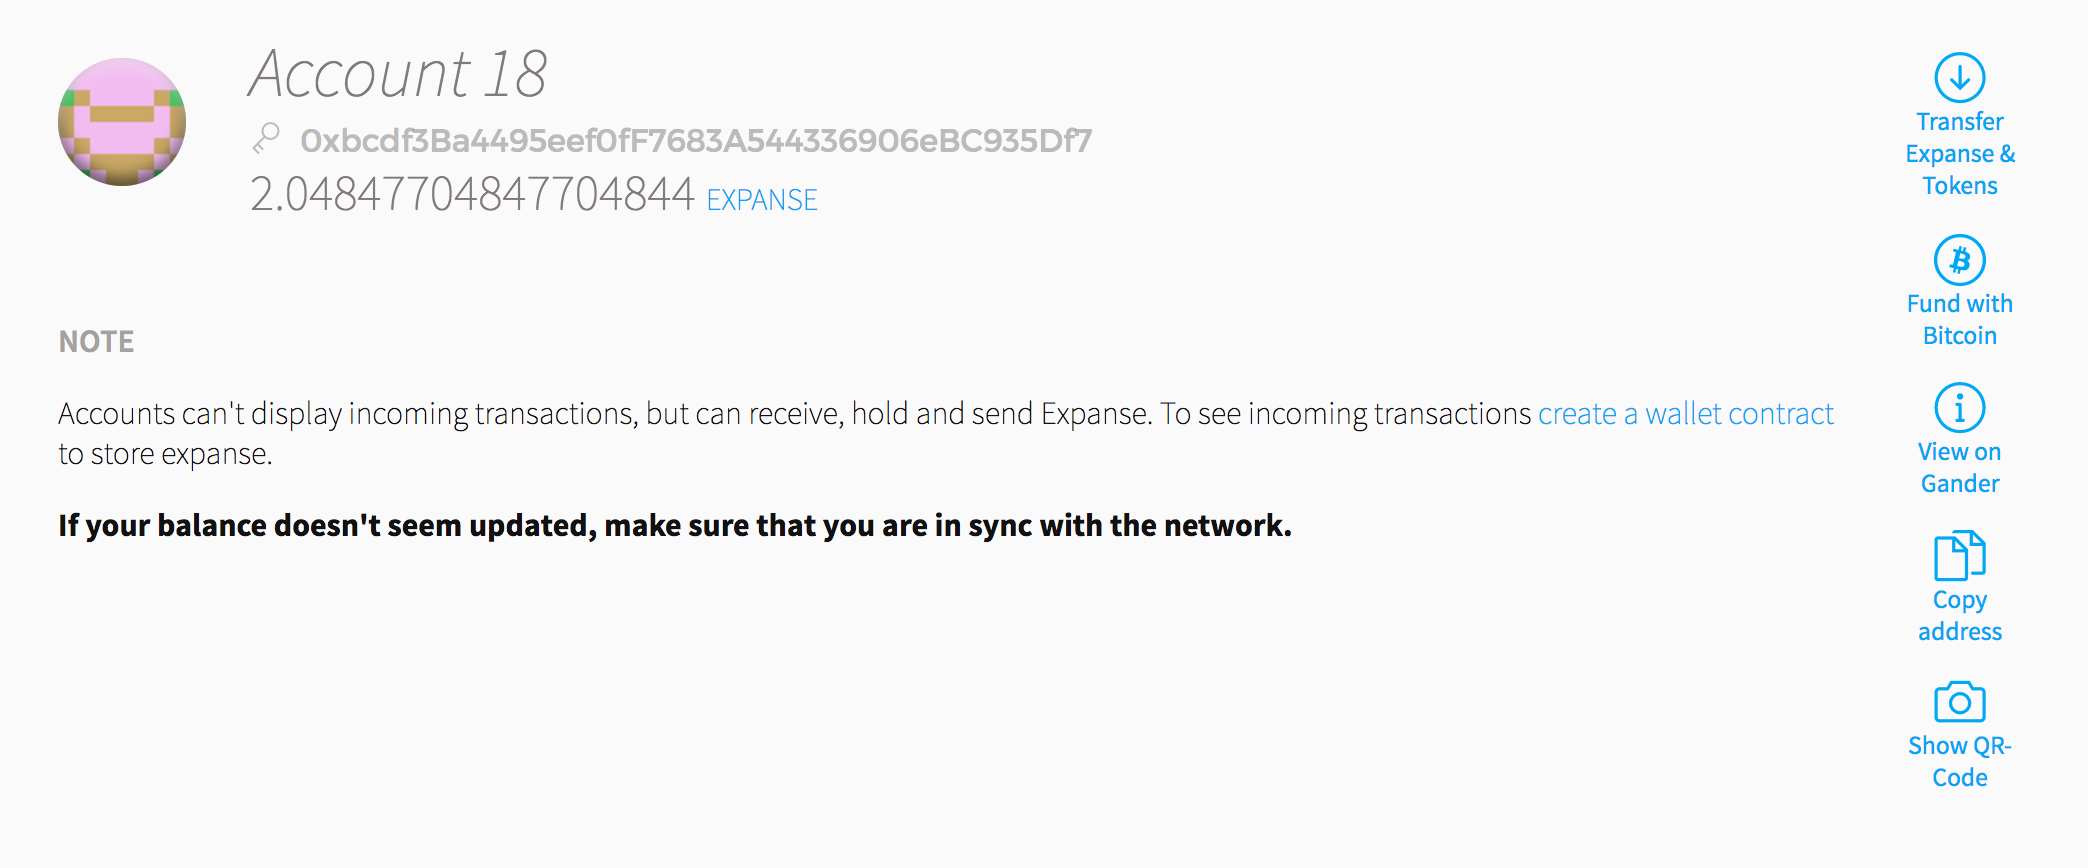 Account 18
0xbcdf3Ba4495eef0fF7683A544336906eBC935Df7
2.04847704847704844 EXPANSE
NOTE
Accounts can't display incoming transactions, but can receive, hold and send Expanse. To see incoming transactions create a wallet contract
to store expanse.
If your balance doesn't seem updated, make sure that you are in sync with the network.
Transfer
Expanse &
Tokens
Fund with
Bitcoin
View on
Gander
Copy
address
Show QR-
Code